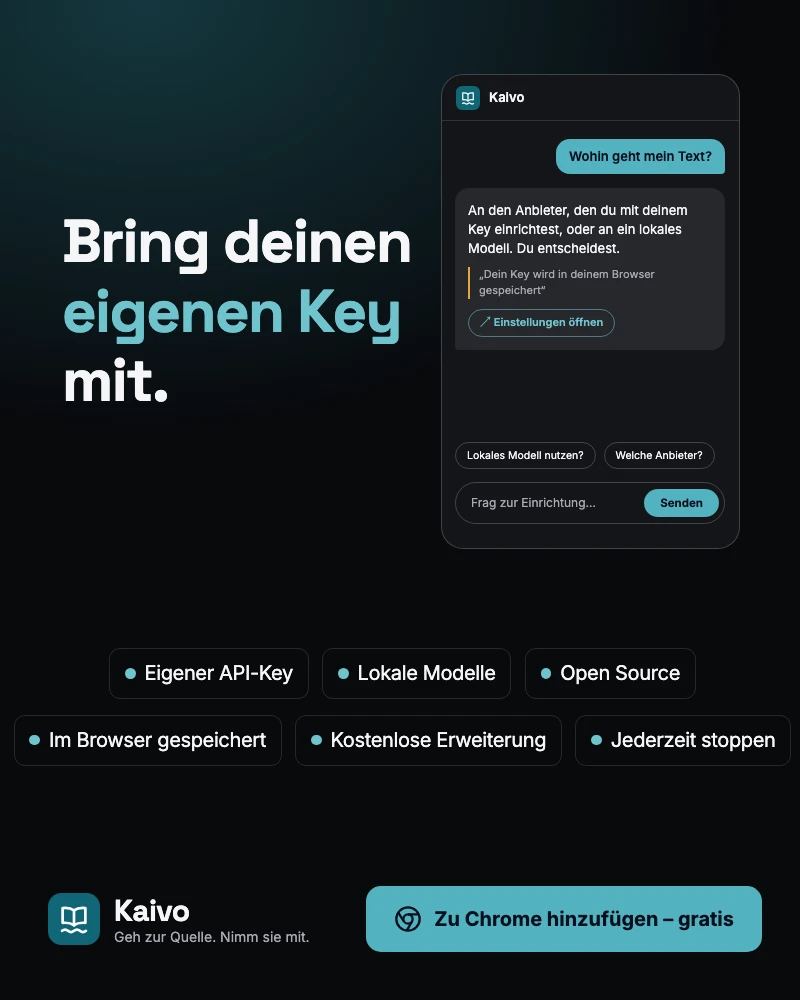 Bring deinen
eigenen Key
mit.
Kaivo
Wohin geht mein Text?
An den Anbieter, den du mit deinem
Key einrichtest, oder an ein lokales
Modell. Du entscheidest.
„Dein Key wird in deinem Browser
gespeichert“
↗ Einstellungen öffnen
Lokales Modell nutzen?
Welche Anbieter?
Frag zur Einrichtung…
Senden
Eigener API-Key
Lokale Modelle
Open Source
Im Browser gespeichert
Kostenlose Erweiterung
Jederzeit stoppen
Kaivo
Geh zur Quelle. Nimm sie mit.
Zu Chrome hinzufügen – gratis